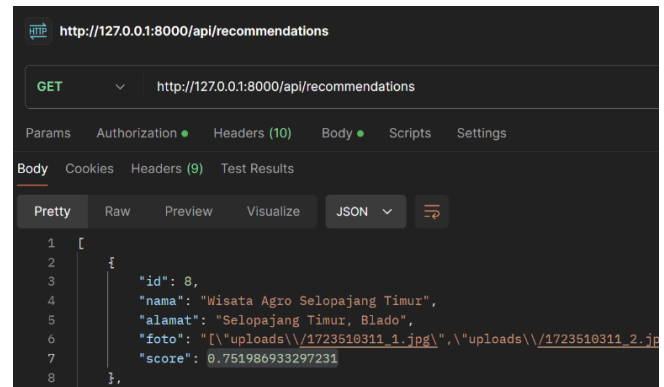 HTTP http://127.0.0.1:8000/api/recommendations
GET http://127.0.0.1:8000/api/recommendations
Params Authorization Headers (10) Body Scripts Settings
Body Cookies Headers (9) Test Results
Pretty Raw Preview Visualize JSON
1 [
2 {
3 "id": 8,
4 "nama": "Wisata Agro Selopajang Timur",
5 "alamat": "Selopajang Timur, Blado",
6 "foto": "[\"uploads\\/1723510311_1.jpg\",\"uploads\\/1723510311_2.jp
7 "score": 0.751986933297231
8 },